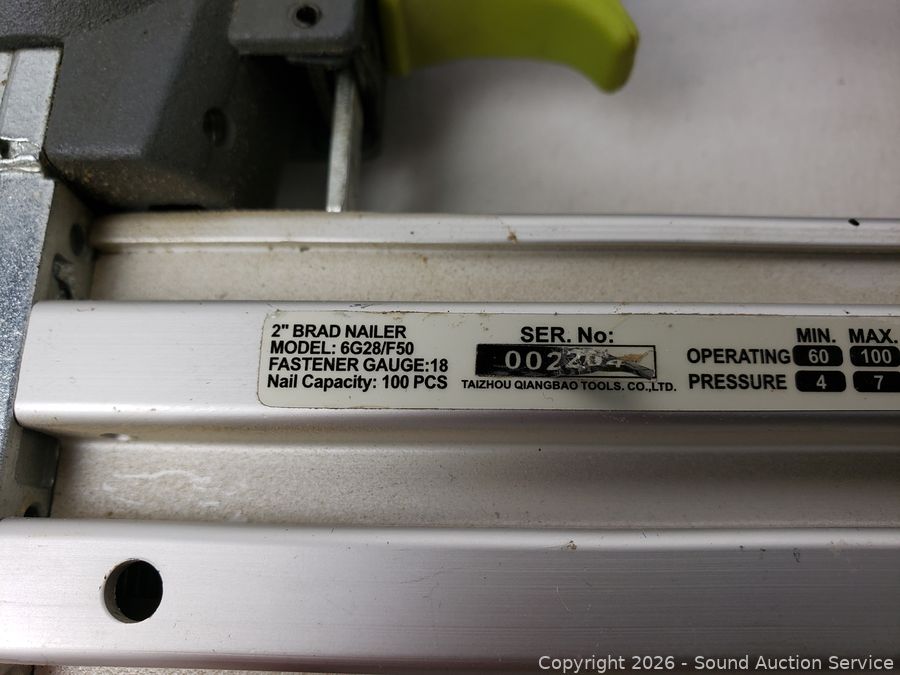 2" BRAD NAILER
MODEL: 6G28/F50
FASTENER GAUGE:18
Nail Capacity: 100 PCS
SER. No:
TAIZHOU QIANGBAO TOOLS. CO.,LTD.
MIN. MAX.
OPERATING 60 100
PRESSURE 4 7
Copyright 2026 - Sound Auction Service